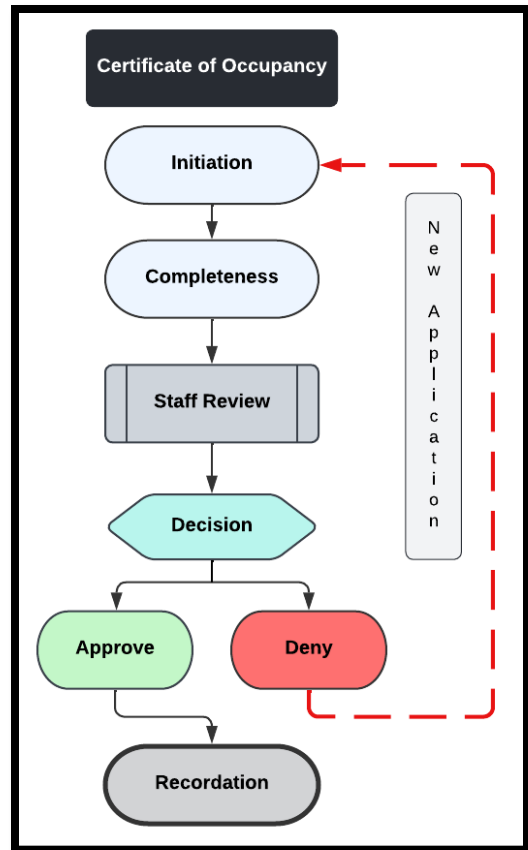 Certificate of Occupancy
Initiation
Completeness
Staff Review
Decision
Approve
Deny
Recordation
New Application